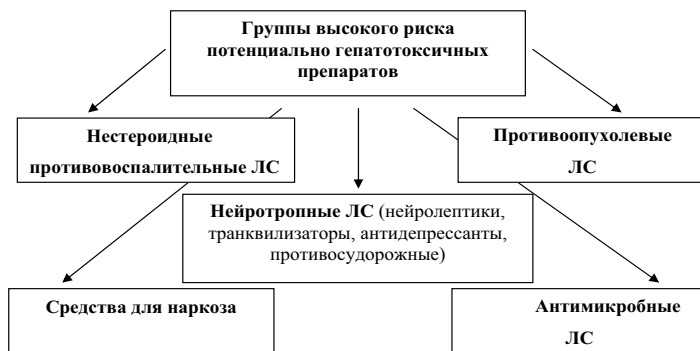 Группы высокого риска
потенциально гепатотоксичных
препаратов
Нестероидные
противовоспалительные ЛС
Противоопухолевые
ЛС
Нейротропные ЛС (нейролептики,
транквилизаторы, антидепрессанты,
противосудорожные)
Средства для наркоза
Антимикробные
ЛС